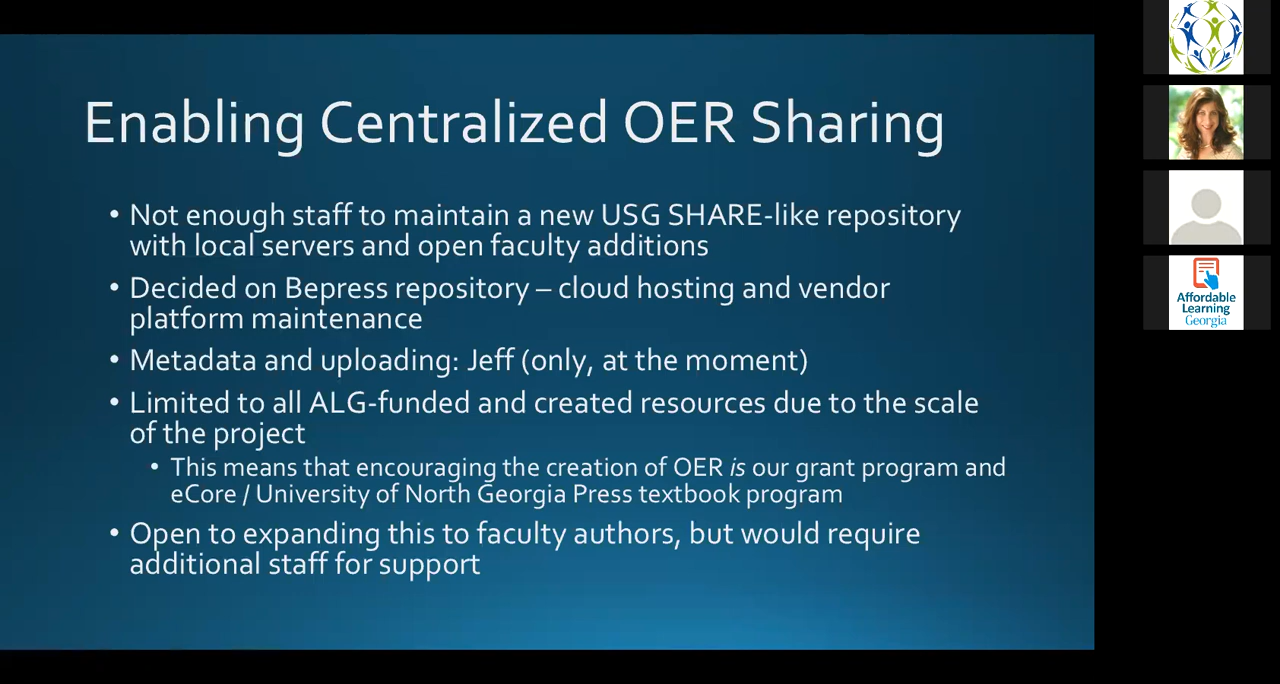 Enabling Centralized OER Sharing
• Not enough staff to maintain a new USG SHARE-like repository
with local servers and open faculty additions
• Decided on Bepress repository – cloud hosting and vendor
platform maintenance
• Metadata and uploading: Jeff (only, at the moment)
• Limited to all ALG-funded and created resources due to the scale
of the project
• This means that encouraging the creation of OER is our grant program and
eCore / University of North Georgia Press textbook program
• Open to expanding this to faculty authors, but would require
additional staff for support
Affordable
Learning
Georgia